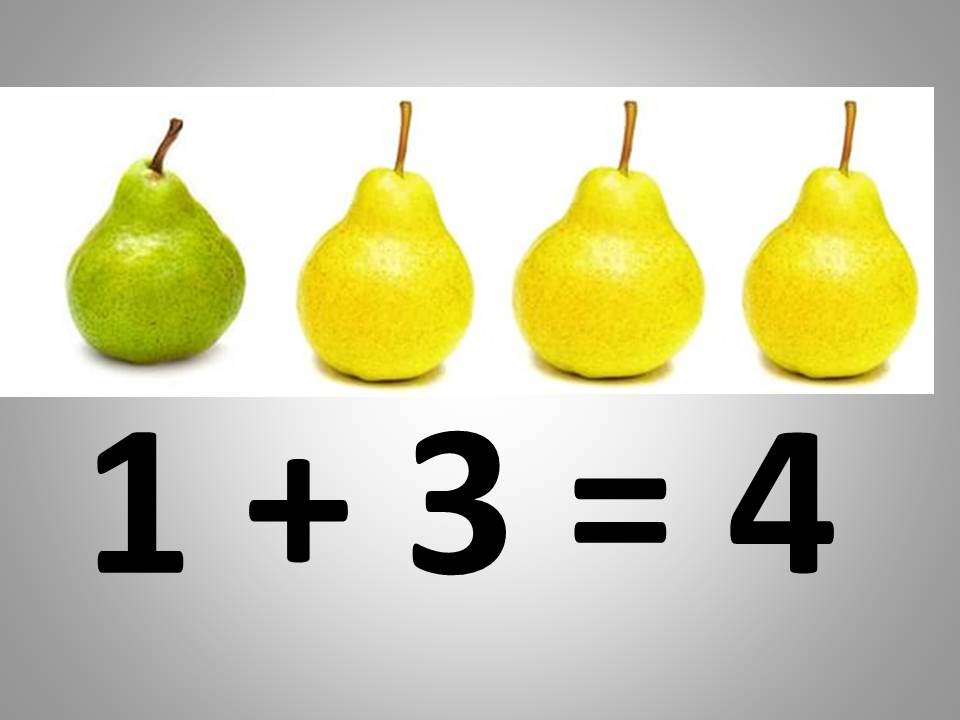 1 + 3 = 4